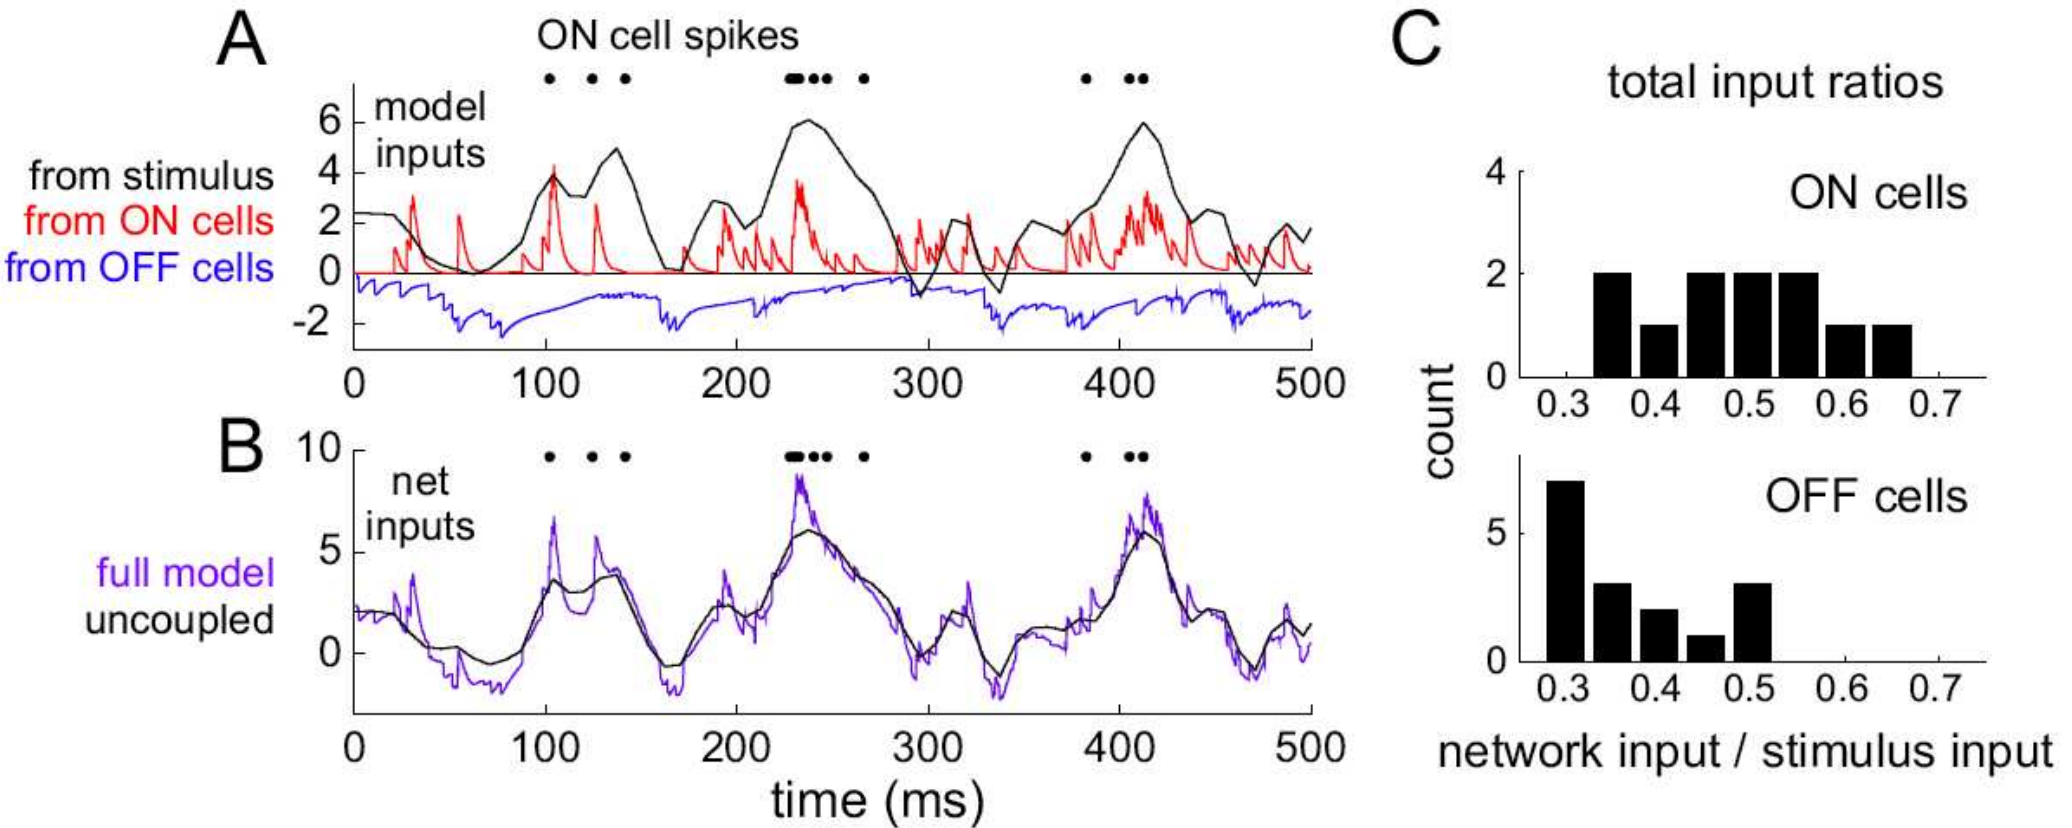 A
ON cell spikes
model
inputs
from stimulus
from ON cells
from OFF cells
6
4
2
0
-2
0 100 200 300 400 500
B
net
inputs
full model
uncoupled
10
5
0
0 100 200 300 400 500
time (ms)
C
total input ratios
ON cells
4
2
0
0.3 0.4 0.5 0.6 0.7
count
OFF cells
5
0
0.3 0.4 0.5 0.6 0.7
network input / stimulus input